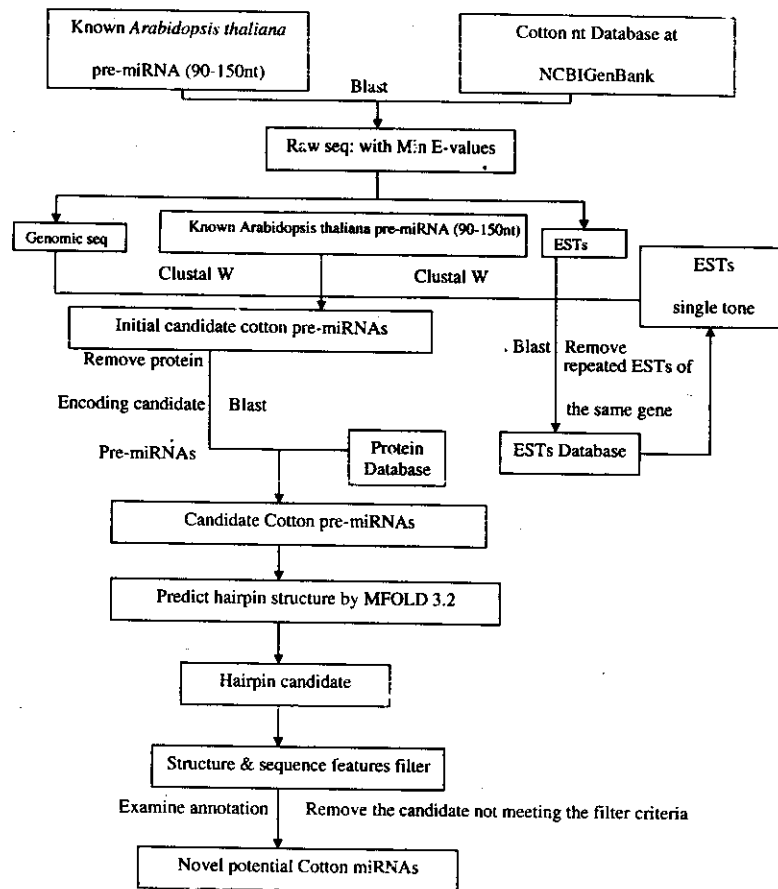 Known Arabidopsis thaliana
pre-miRNA (90-150nt)
Cotton nt Database at
NCBIGenBank
Blast
Raw seq: with Min E-values
Genomic seq
Known Arabidopsis thaliana pre-miRNA (90-150nt)
ESTs
ESTs
single tone
Clustal W
Clustal W
Initial candidate cotton pre-miRNAs
Remove protein
Encoding candidate
Blast
Pre-miRNAs
Protein
Database
Blast
Remove
repeated ESTs of
the same gene
ESTs Database
Candidate Cotton pre-miRNAs
Predict hairpin structure by MFOLD 3.2
Hairpin candidate
Structure & sequence features filter
Examine annotation
Remove the candidate not meeting the filter criteria
Novel potential Cotton miRNAs